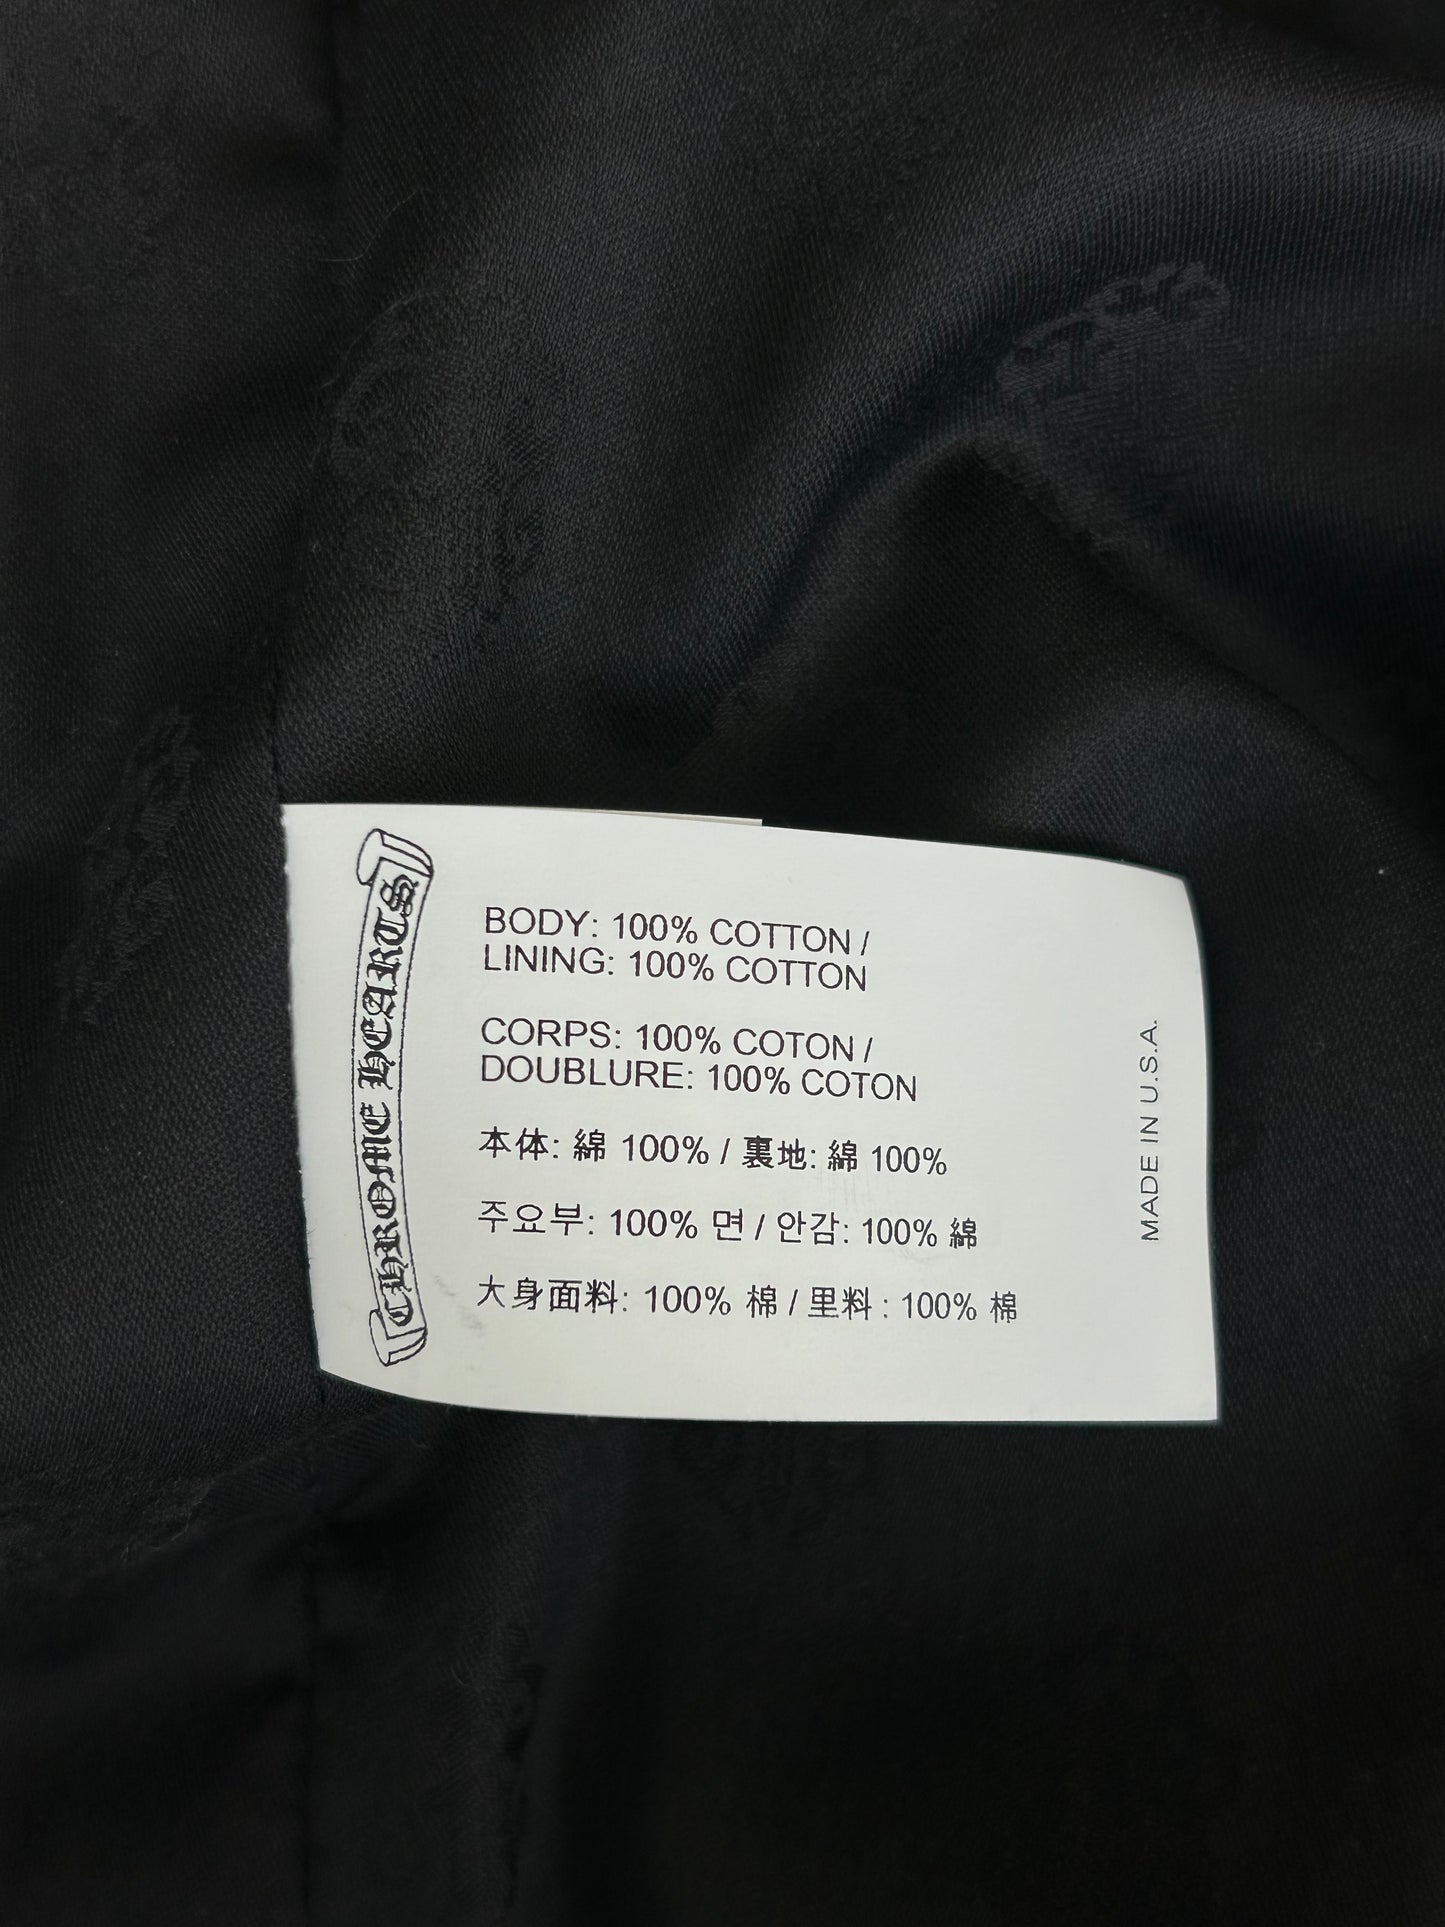 CHROME HEARTS
BODY: 100% COTTON /
LINING: 100% COTTON
CORPS: 100% COTON /
DOUBLURE: 100% COTON
本体: 綿 100% / 裏地: 綿 100%
주요부: 100% 면 / 안감: 100% 綿
大身面料: 100% 棉 / 里料 : 100% 棉
MADE IN U.S.A.